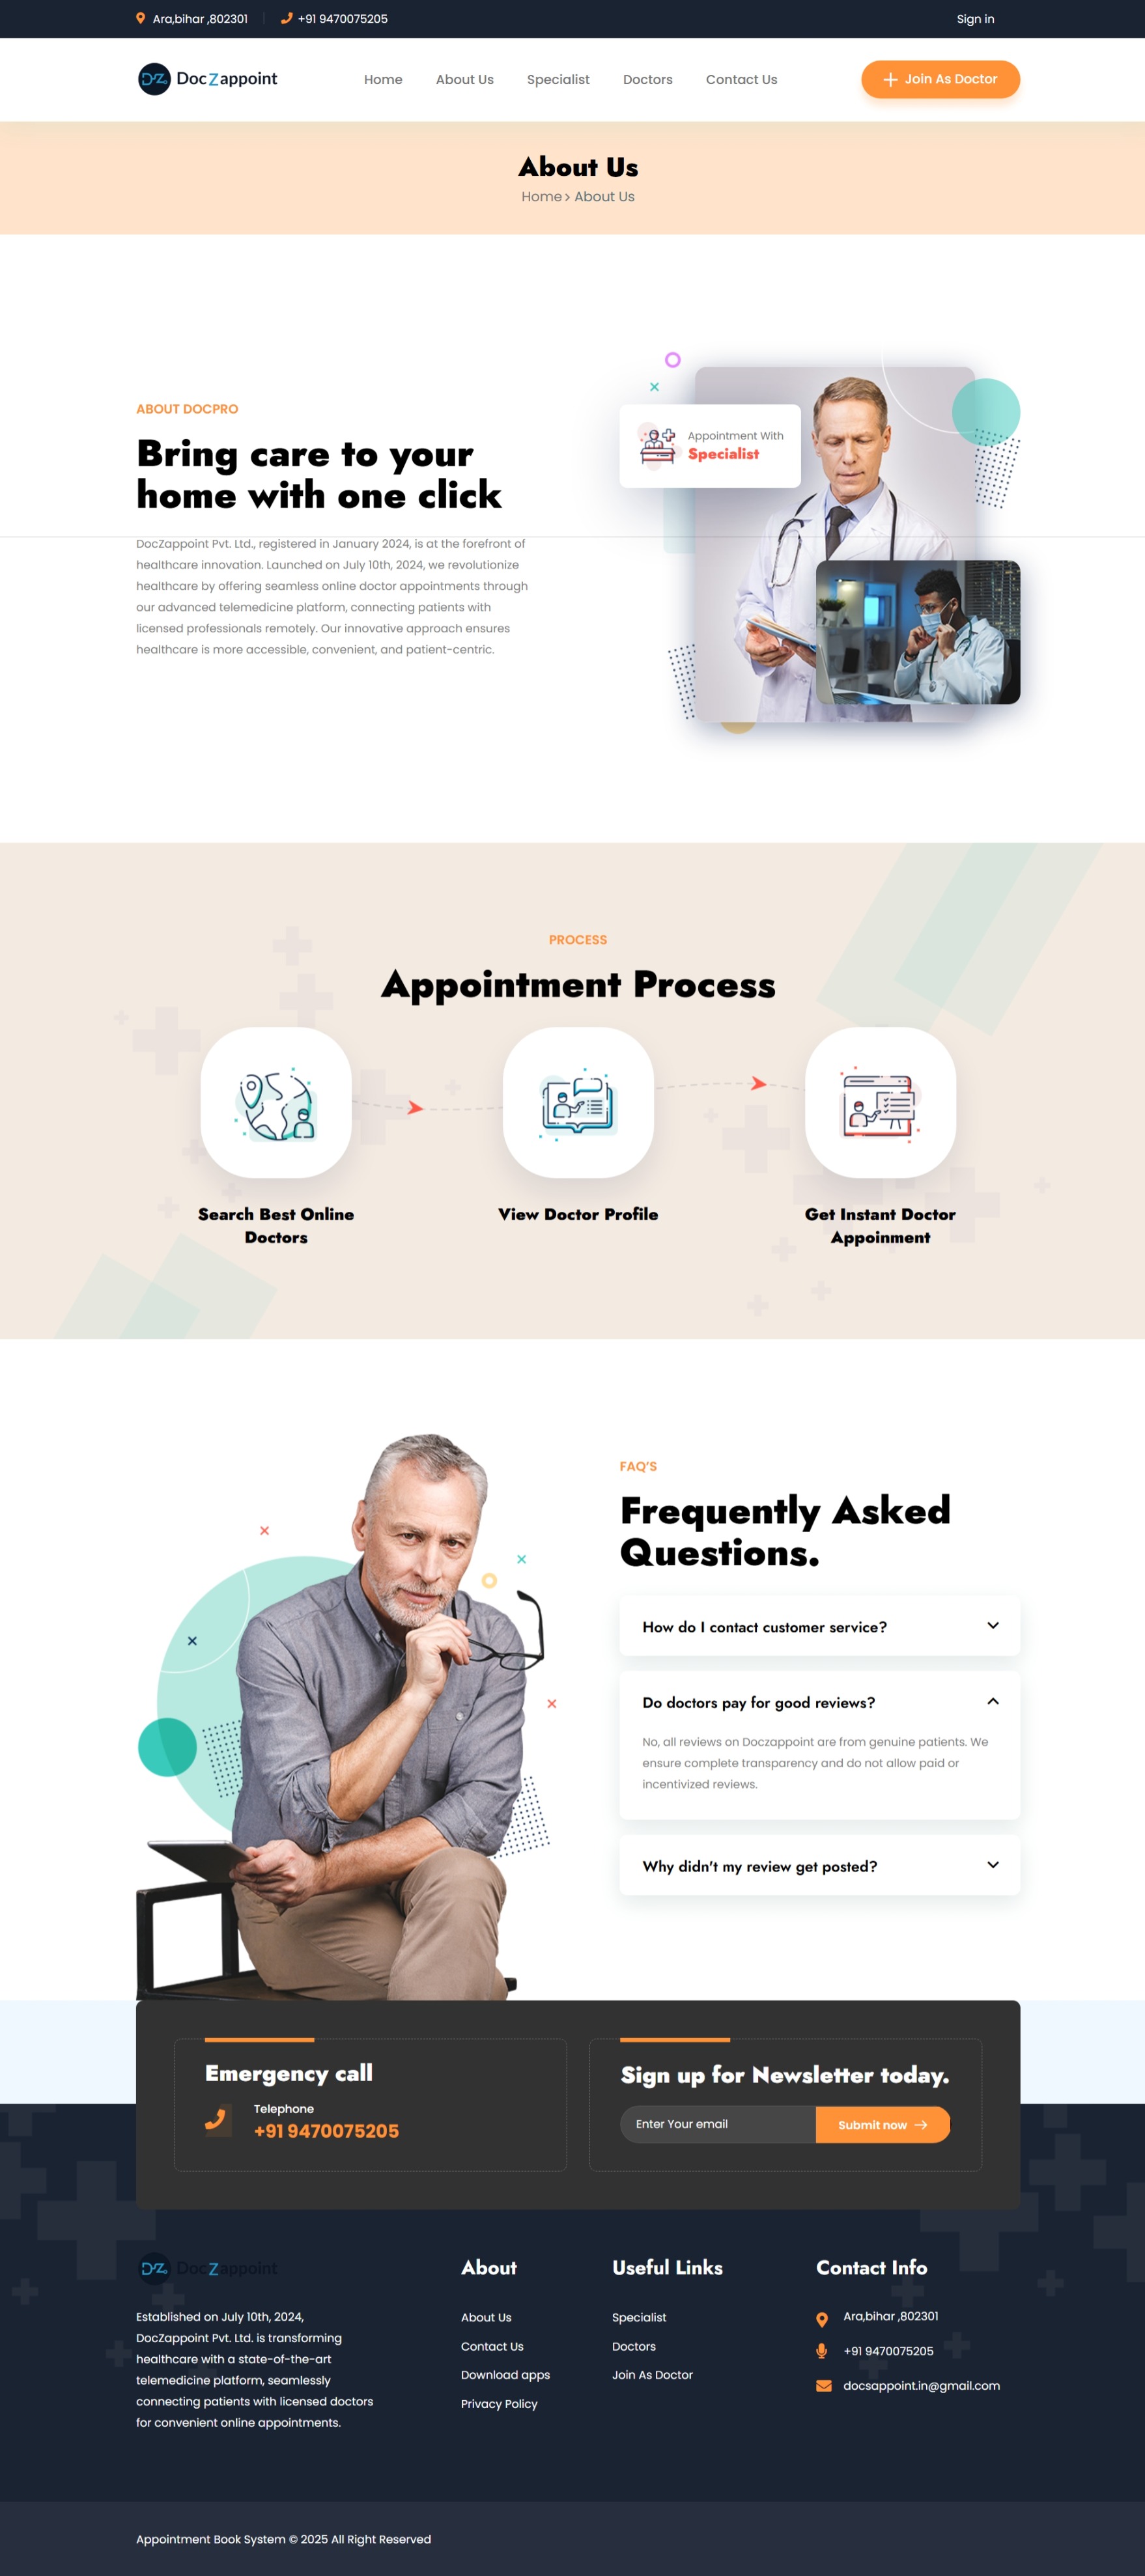 Ara,bihar ,802301
+91 9470075205
Sign in
DZ DocZappoint
Home
About Us
Specialist
Doctors
Contact Us
Join As Doctor
About Us
Home › About Us
ABOUT DOCPRO
Bring care to your
home with one click
DocZappoint Pvt. Ltd., registered in January 2024, is at the forefront of
healthcare innovation. Launched on July 10th, 2024, we revolutionize
healthcare by offering seamless online doctor appointments through
our advanced telemedicine platform, connecting patients with
licensed professionals remotely. Our innovative approach ensures
healthcare is more accessible, convenient, and patient-centric.
Appointment With
Specialist
PROCESS
Appointment Process
Search Best Online
Doctors
View Doctor Profile
Get Instant Doctor
Appoinment
FAQ'S
Frequently Asked
Questions.
How do I contact customer service?
Do doctors pay for good reviews?
No, all reviews on Doczappoint are from genuine patients. We
ensure complete transparency and do not allow paid or
incentivized reviews.
Why didn't my review get posted?
Emergency call
Telephone
+91 9470075205
Sign up for Newsletter today.
Enter Your email
Submit now
DZ DocZappoint
Established on July 10th, 2024,
DocZappoint Pvt. Ltd. is transforming
healthcare with a state-of-the-art
telemedicine platform, seamlessly
connecting patients with licensed doctors
for convenient online appointments.
About
About Us
Contact Us
Download apps
Privacy Policy
Useful Links
Specialist
Doctors
Join As Doctor
Contact Info
Ara,bihar ,802301
+91 9470075205
docsappoint.in@gmail.com
Appointment Book System © 2025 All Right Reserved